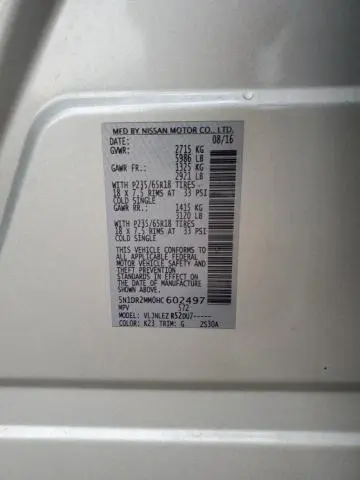 MFD BY NISSAN MOTOR CO., LTD.
DATE: 08/16
GVWR: 2715 KG
5986 LB
GAWR FR.: 1325 KG
2921 LB
WITH P235/65R18 TIRES
18 X 7.5 RIMS AT 33 PSI
COLD SINGLE
GAWR RR.: 1415 KG
3120 LB
WITH P235/65R18 TIRES
18 X 7.5 RIMS AT 33 PSI
COLD SINGLE
THIS VEHICLE CONFORMS TO
ALL APPLICABLE FEDERAL
MOTOR VEHICLE SAFETY AND
THEFT PREVENTION
STANDARDS IN EFFECT ON
THE DATE OF MANUFACTURE
SHOWN ABOVE.
5N1DR2MM0HC602497
MPV 572
MODEL: VLJNLEZ R52DU7-----
COLOR: K23 TRIM: G 2S30A